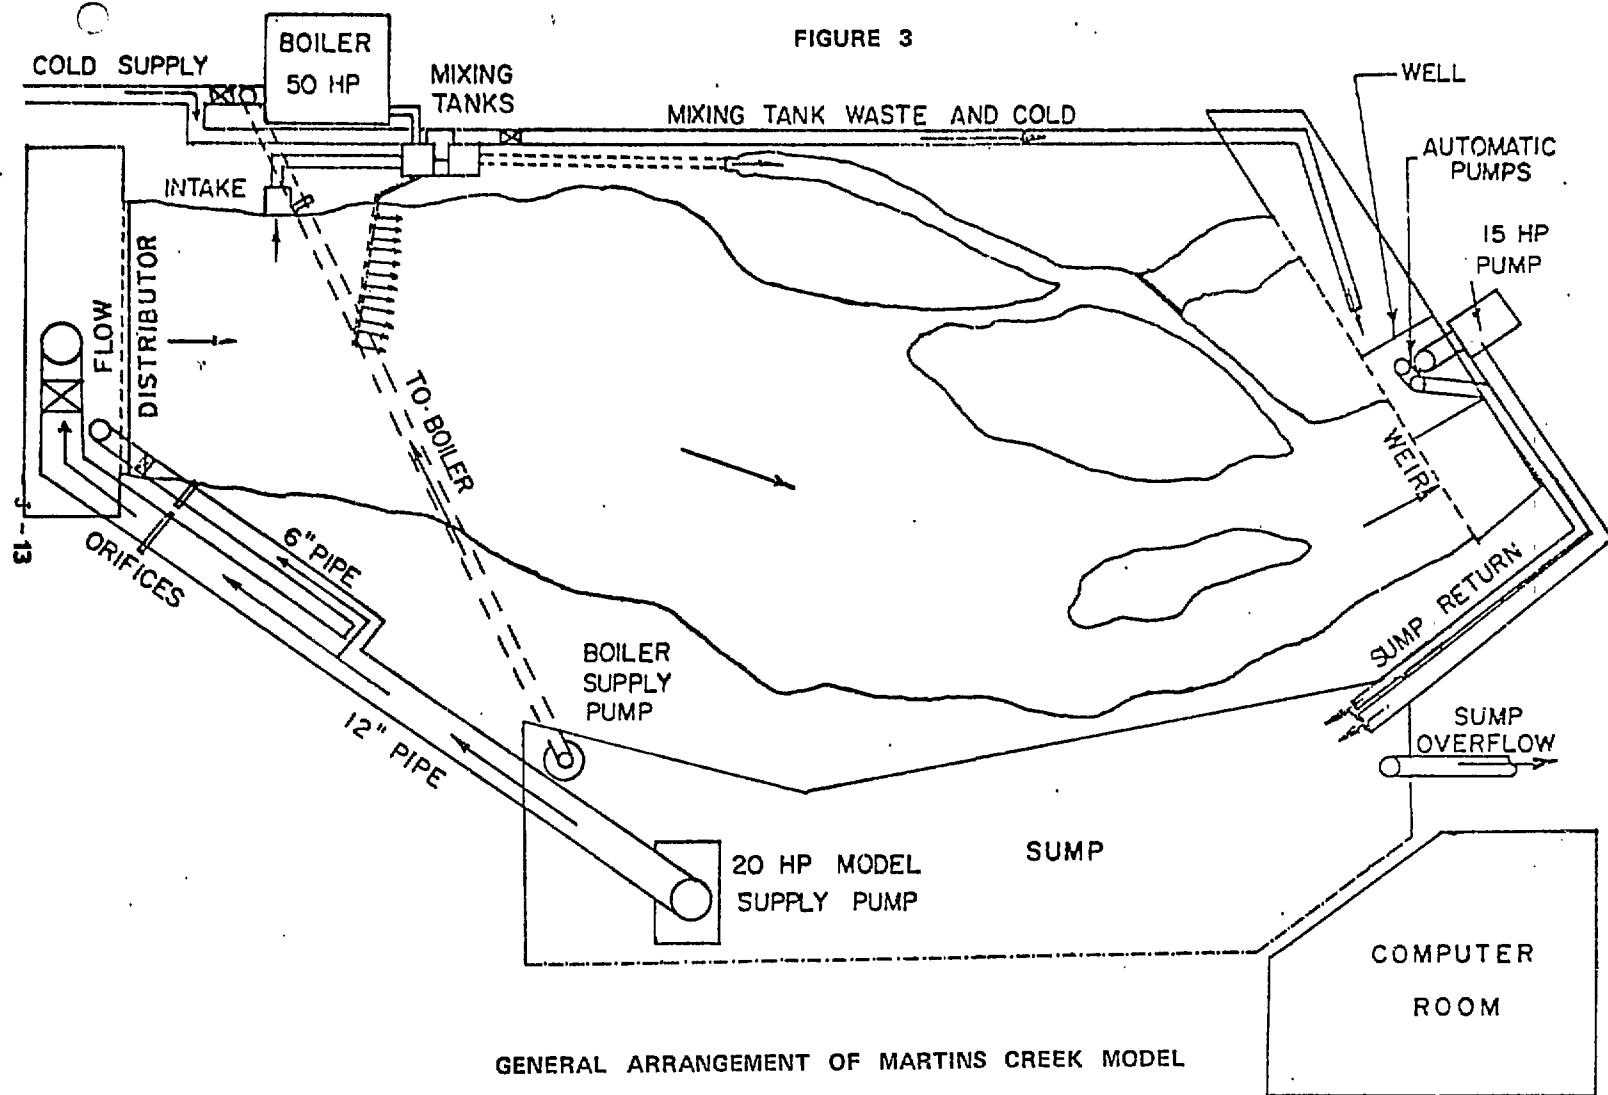 FIGURE 3
COLD SUPPLY
BOILER
50 HP
MIXING
TANKS
MIXING TANK WASTE AND COLD
WELL
AUTOMATIC
PUMPS
15 HP
PUMP
INTAKE
FLOW
DISTRIBUTOR
TO BOILER
WEIR
13
ORIFICES
6" PIPE
12" PIPE
BOILER
SUPPLY
PUMP
SUMP RETURN
SUMP
OVERFLOW
20 HP MODEL
SUPPLY PUMP
SUMP
COMPUTER
ROOM
GENERAL ARRANGEMENT OF MARTINS CREEK MODEL